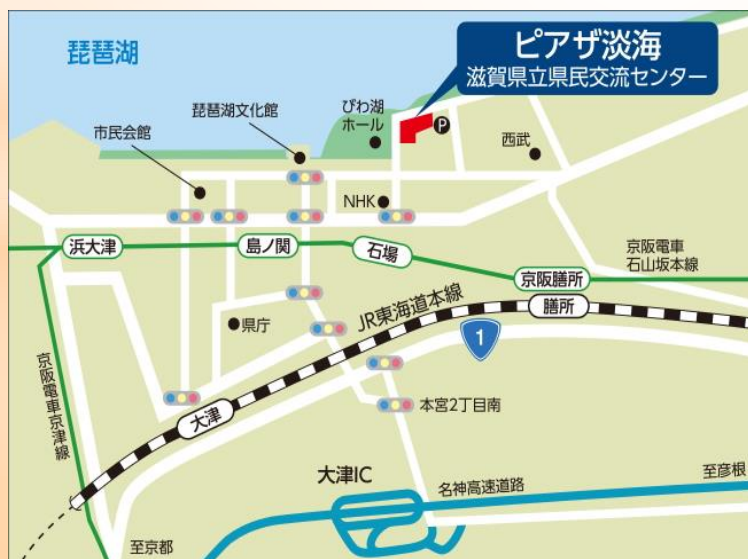 琵琶湖
ピアザ淡海
滋賀県立県民交流センター
琵琶湖文化館
びわ湖
ホール
P
市民会館
西武
NHK
浜大津
島ノ関
石場
京阪電車
石山坂本線
京阪膳所
県庁
JR東海道本線
膳所
1
京阪電車京津線
大津
本宮2丁目南
大津IC
名神高速道路
至彦根
至京都